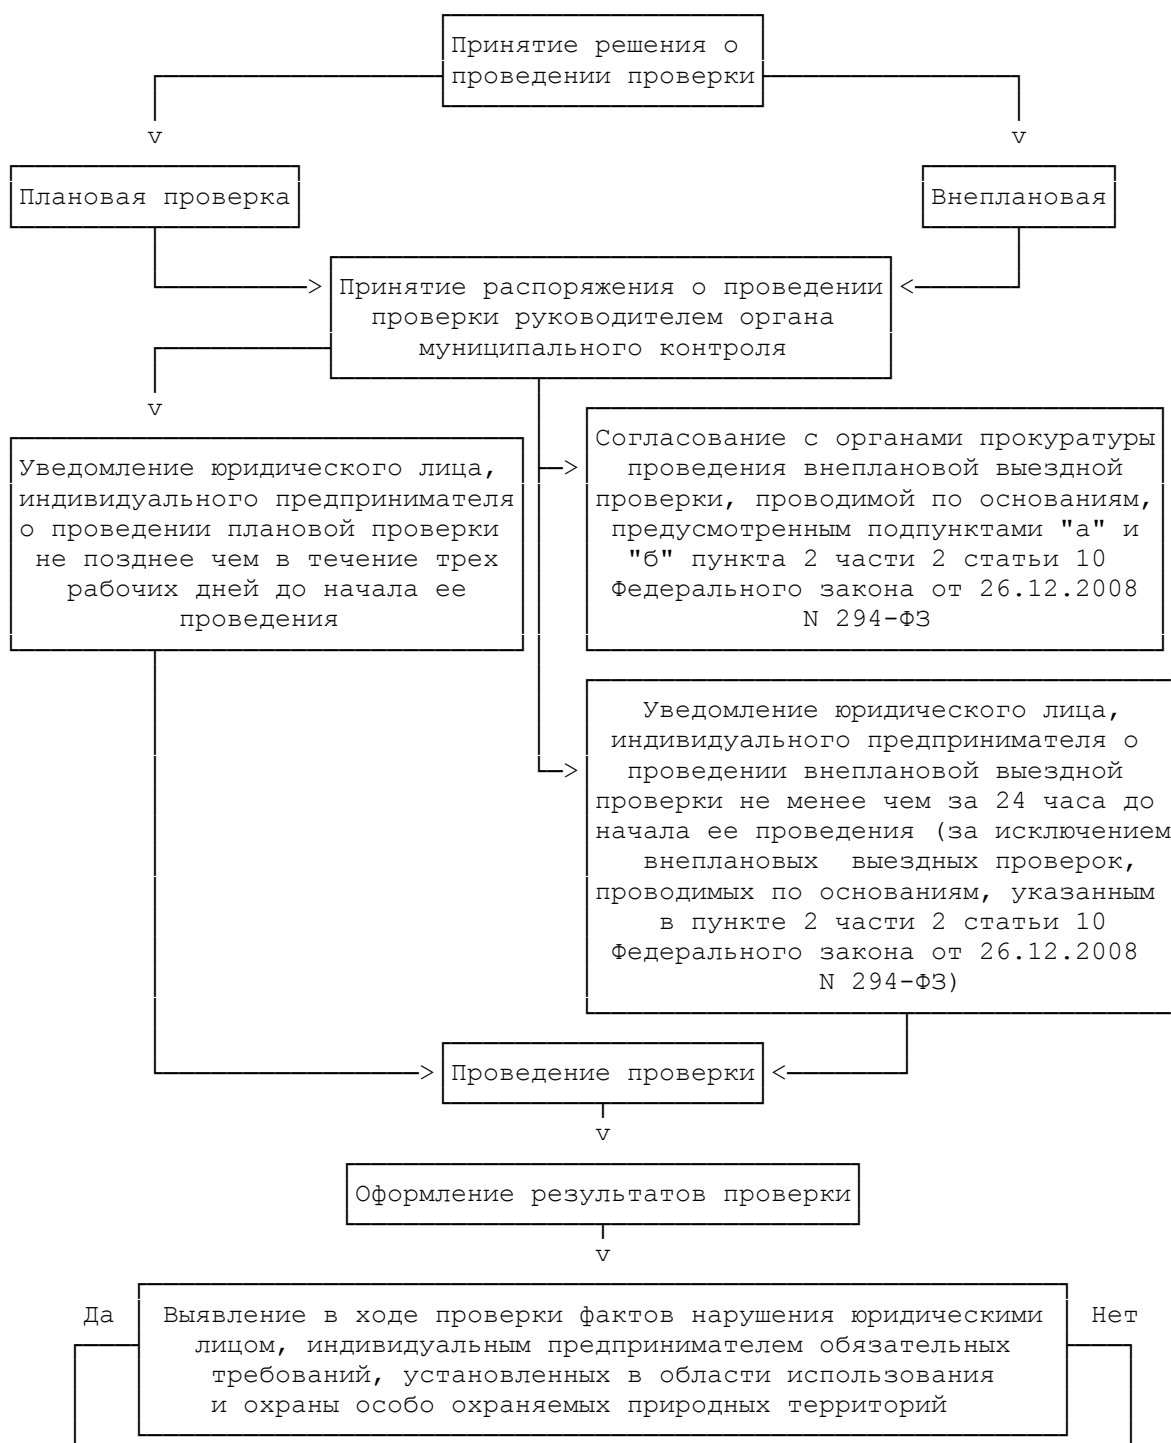 Принятие решения о
проведении проверки
v
v
Плановая проверка
Внеплановая
>
Принятие распоряжения о проведении
<
проверки руководителем органа
муниципального контроля
v
Уведомление юридического лица,
индивидуального предпринимателя
о проведении плановой проверки
не позднее чем в течение трех
рабочих дней до начала ее
проведения
>
Согласование с органами прокуратуры
проведения внеплановой выездной
проверки, проводимой по основаниям,
предусмотренным подпунктами "а" и
"б" пункта 2 части 2 статьи 10
Федерального закона от 26.12.2008
N 294-ФЗ
>
Уведомление юридического лица,
индивидуального предпринимателя о
проведении внеплановой выездной
проверки не менее чем за 24 часа до
начала ее проведения (за исключением
внеплановых выездных проверок,
проводимых по основаниям, указанным
в пункте 2 части 2 статьи 10
Федерального закона от 26.12.2008
N 294-ФЗ)
>
Проведение проверки
<
v
Оформление результатов проверки
v
Да
Выявление в ходе проверки фактов нарушения юридическими
лицом, индивидуальным предпринимателем обязательных
требований, установленных в области использования
и охраны особо охраняемых природных территорий
Нет